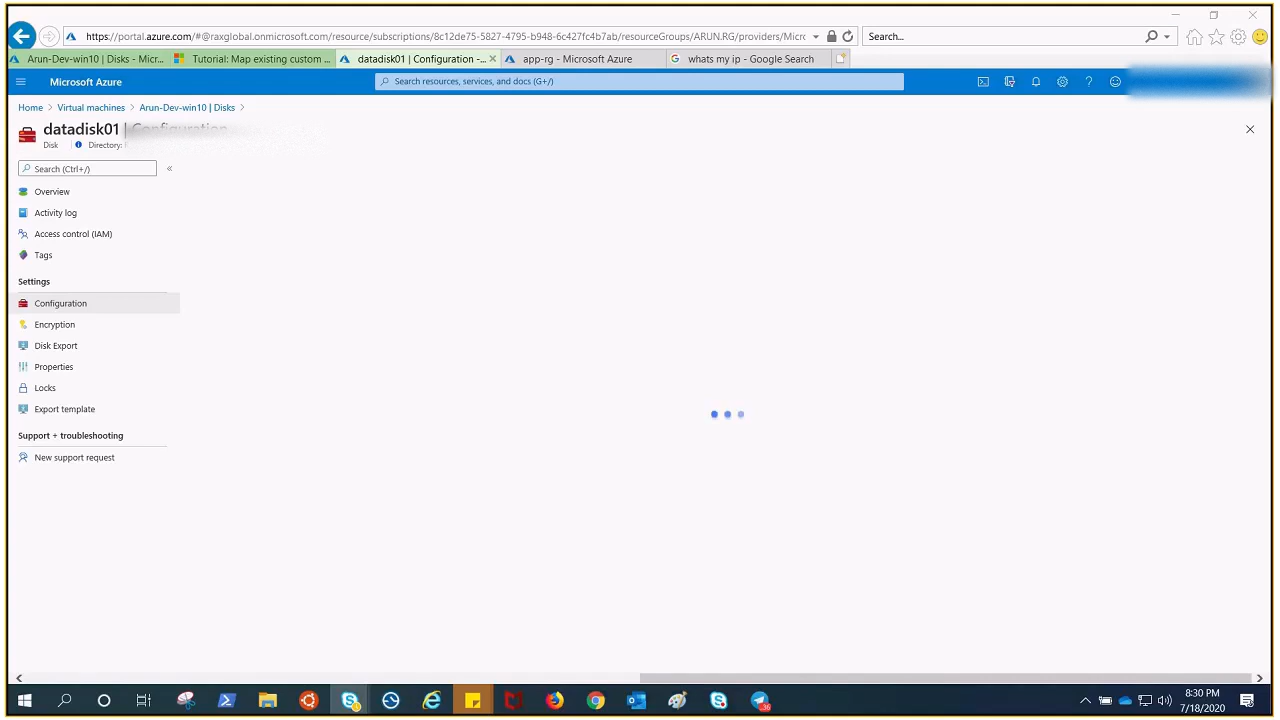 https://portal.azure.com/#@raxglobal.onmicrosoft.com/resource/subscriptions/8c12de75-5827-4795-b948-6c427fc4b7ab/resourceGroups/ARUN.RG/providers/Micrc
Search...
Arun-Dev-win10 | Disks - Micr...
Tutorial: Map existing custom ...
datadisk01 | Configuration -...
app-rg - Microsoft Azure
whats my ip - Google Search
Microsoft Azure
Search resources, services, and docs (G+/)
Home > Virtual machines > Arun-Dev-win10 | Disks >
datadisk01 | Configuration
Disk
Directory:
Search (Ctrl+/)
«
Overview
Activity log
Access control (IAM)
Tags
Settings
Configuration
Encryption
Disk Export
Properties
Locks
Export template
Support + troubleshooting
New support request
36
8:30 PM
7/18/2020